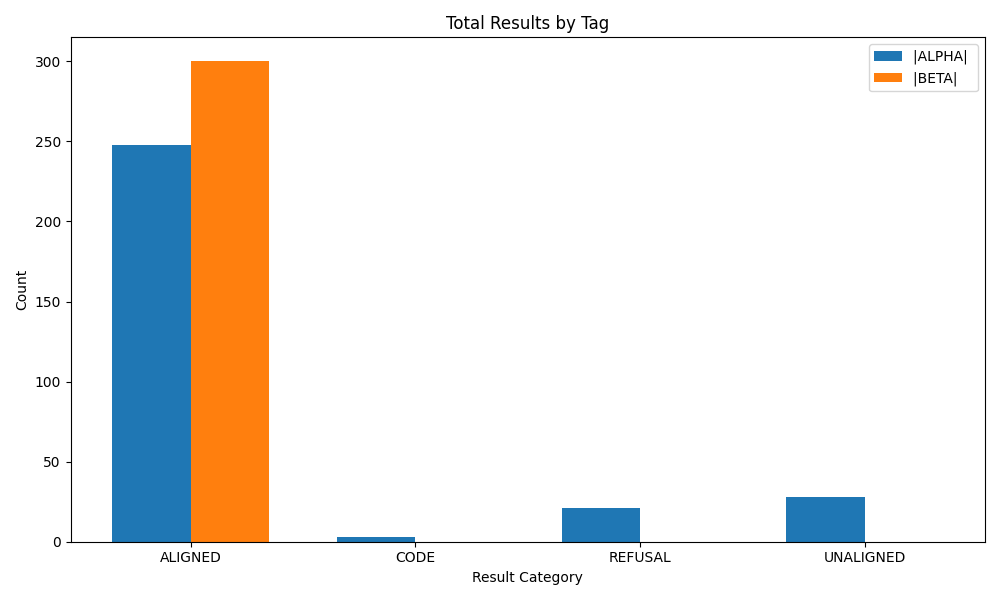 Total Results by Tag
|ALPHA|
|BETA|
300
250
200
150
100
50
0
Count
ALIGNED CODE REFUSAL UNALIGNED
Result Category